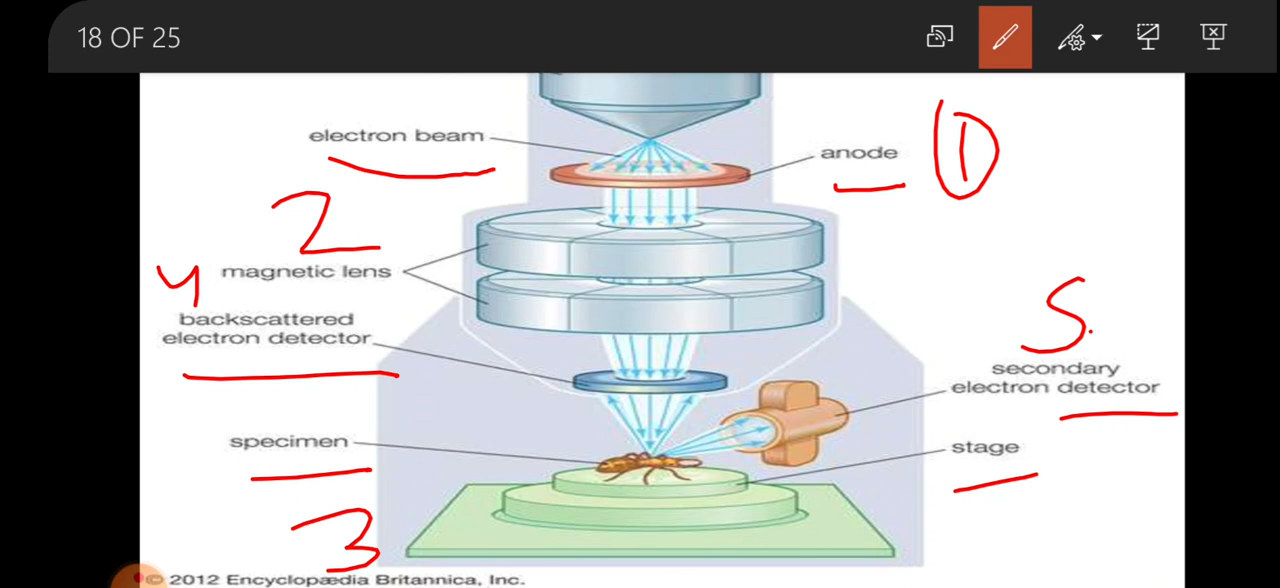 18 OF 25
electron beam
anode
1
2
magnetic lens
4
backscattered
electron detector
5
secondary
electron detector
specimen
stage
3
© 2012 Encyclopædia Britannica, Inc.